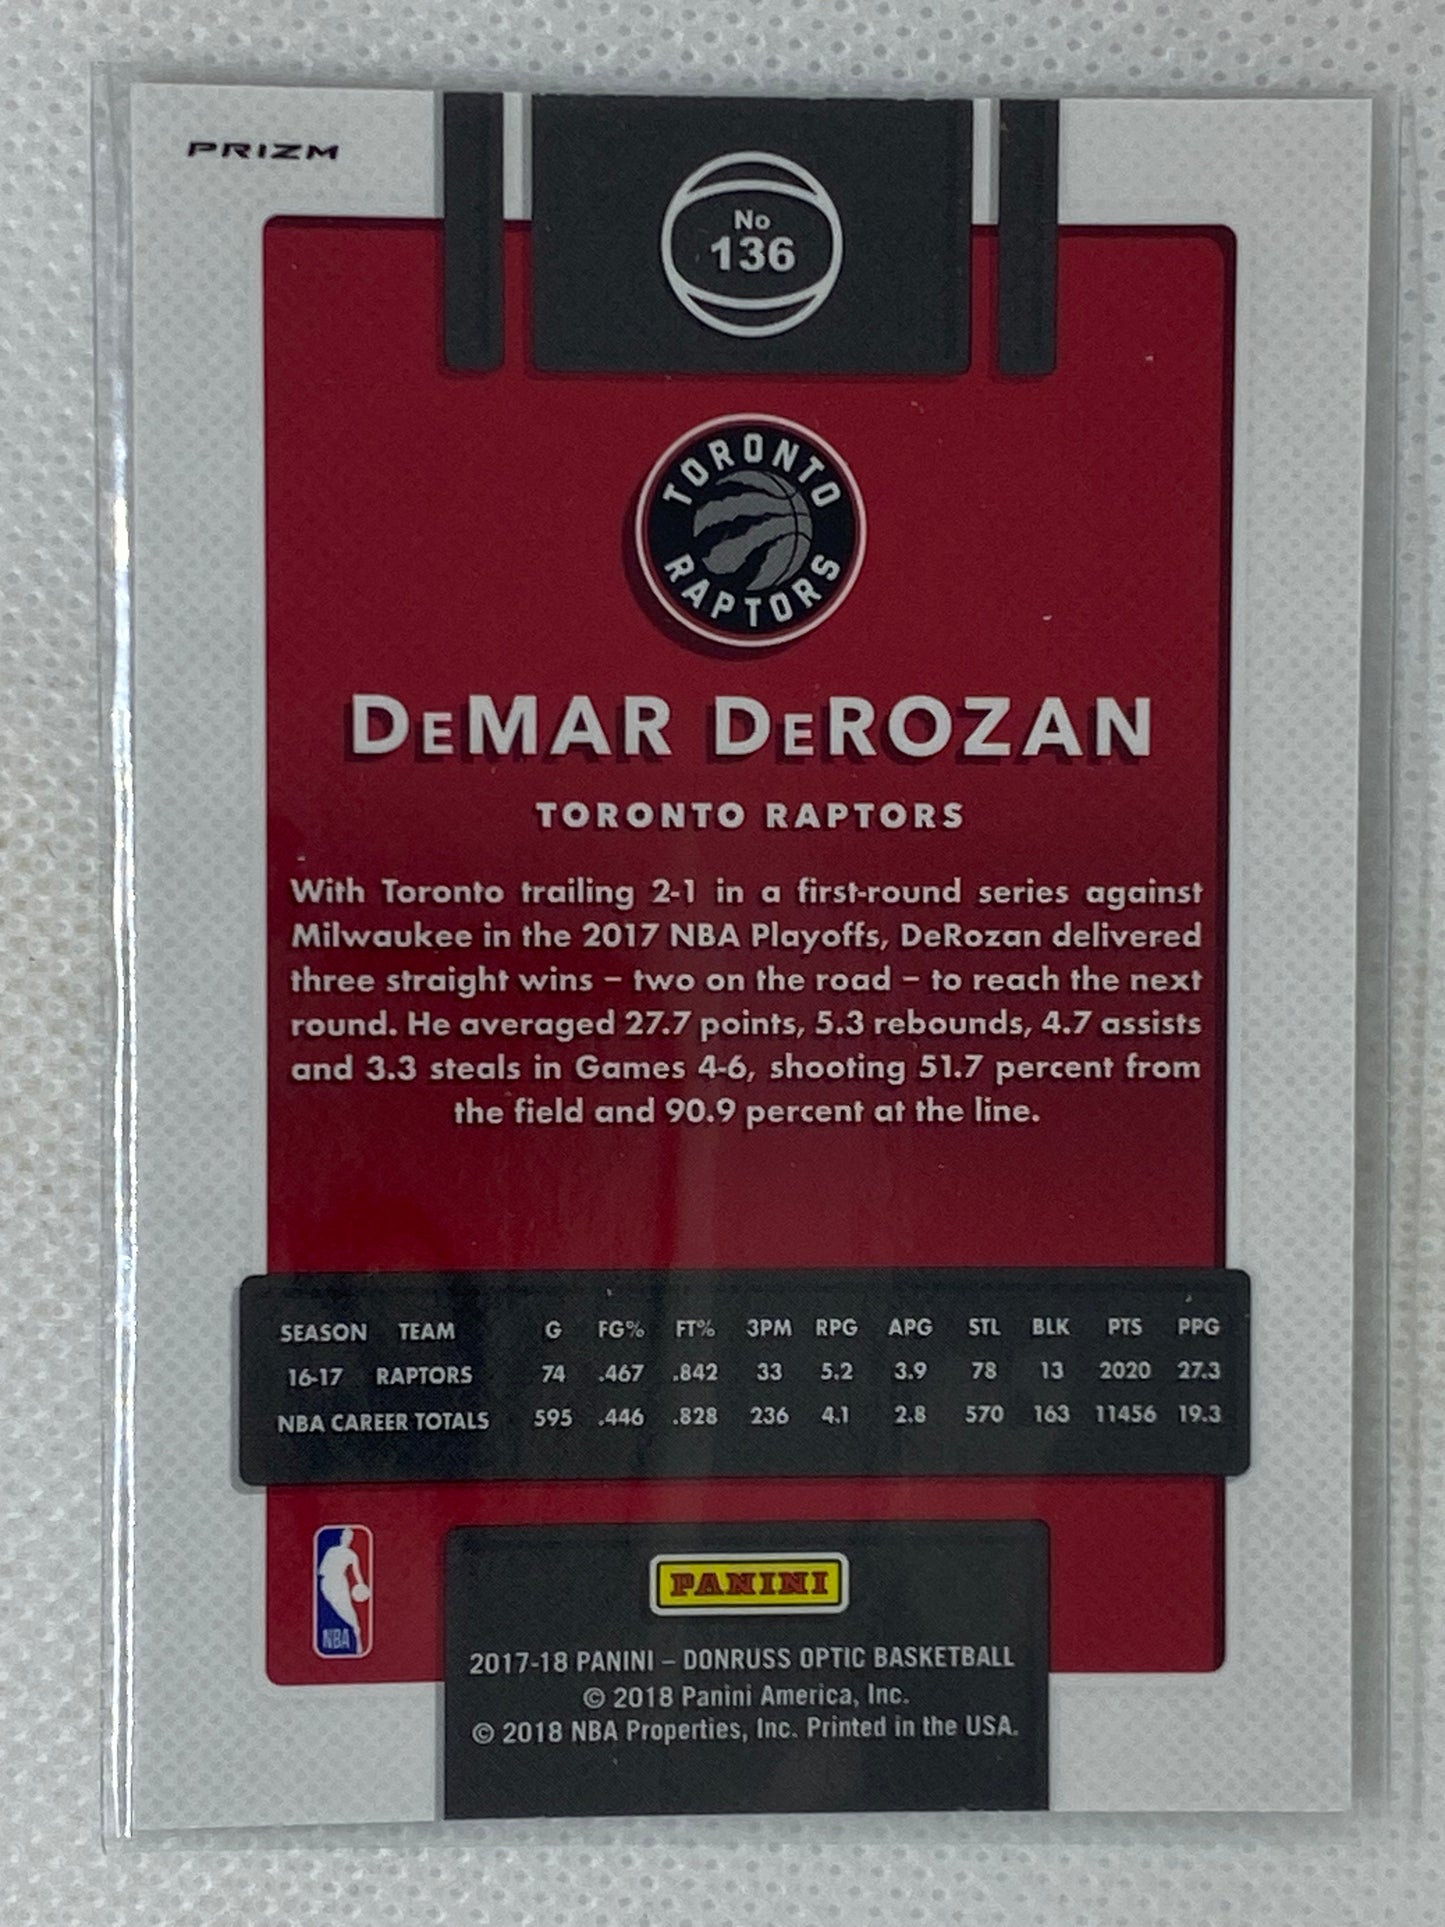 PRIZM
No
136
TORONTO
RAPTORS
DeMAR DeROZAN
TORONTO RAPTORS
With Toronto trailing 2-1 in a first-round series against
Milwaukee in the 2017 NBA Playoffs, DeRozan delivered
three straight wins – two on the road – to reach the next
round. He averaged 27.7 points, 5.3 rebounds, 4.7 assists
and 3.3 steals in Games 4-6, shooting 51.7 percent from
the field and 90.9 percent at the line.
SEASON TEAM G FG% FT% 3PM RPG APG STL BLK PTS PPG
16-17 RAPTORS 74 .467 .842 33 5.2 3.9 78 13 2020 27.3
NBA CAREER TOTALS 595 .446 .828 236 4.1 2.8 570 163 11456 19.3
NBA
PANINI
2017-18 PANINI – DONRUSS OPTIC BASKETBALL
© 2018 Panini America, Inc.
© 2018 NBA Properties, Inc. Printed in the USA.